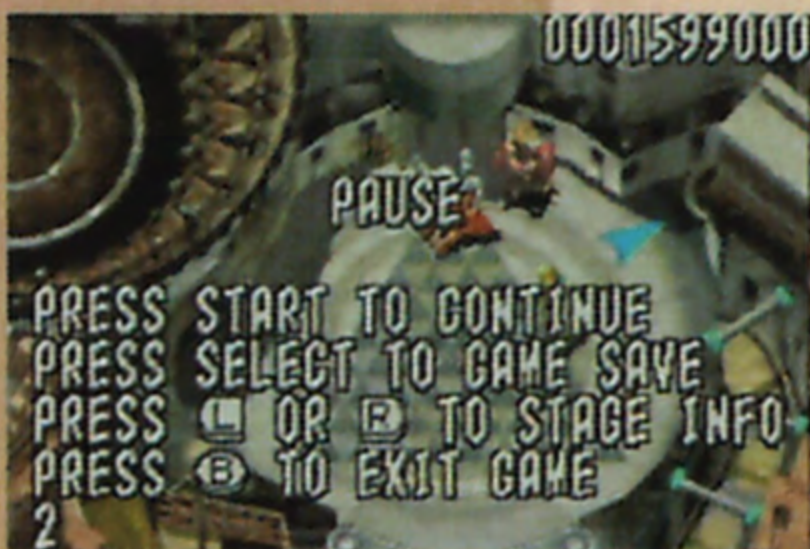 0001599000
PAUSE
PRESS START TO CONTINUE
PRESS SELECT TO GAME SAVE
PRESS L OR R TO STAGE INFO
PRESS B TO EXIT GAME
2